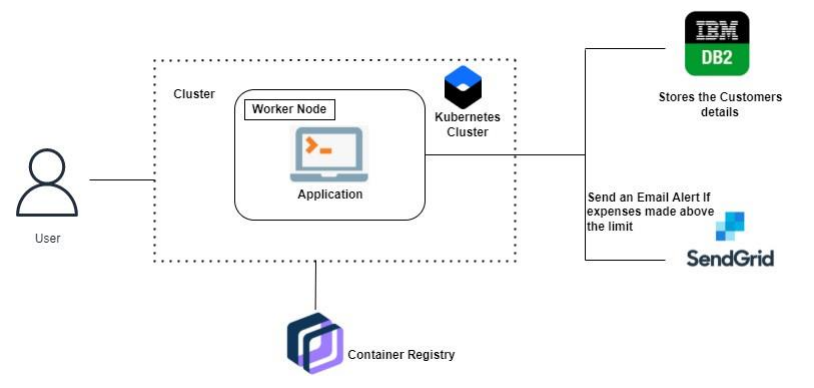 IBM
DB2
Stores the Customers
details
Cluster
Worker Node
Kubernetes
Cluster
Application
User
Send an Email Alert If
expenses made above
the limit
SendGrid
Container Registry